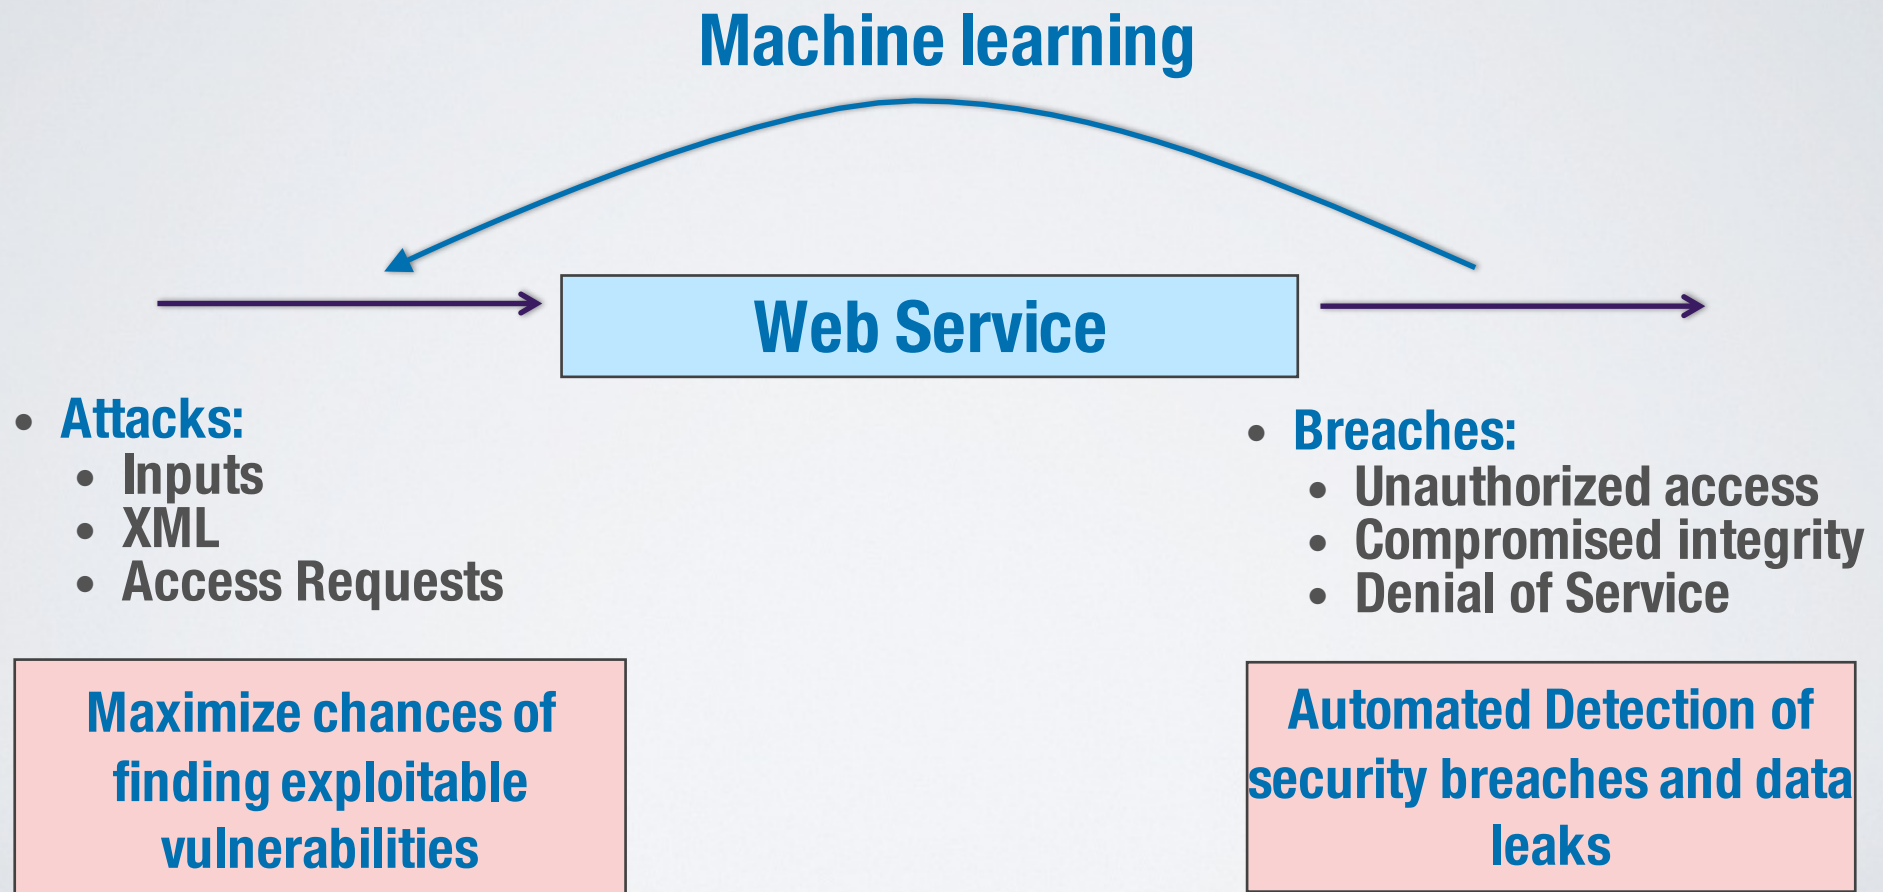 Machine learning
Web Service
• Attacks:
• Inputs
• XML
• Access Requests
Maximize chances of
finding exploitable
vulnerabilities
• Breaches:
• Unauthorized access
• Compromised integrity
• Denial of Service
Automated Detection of
security breaches and data
leaks